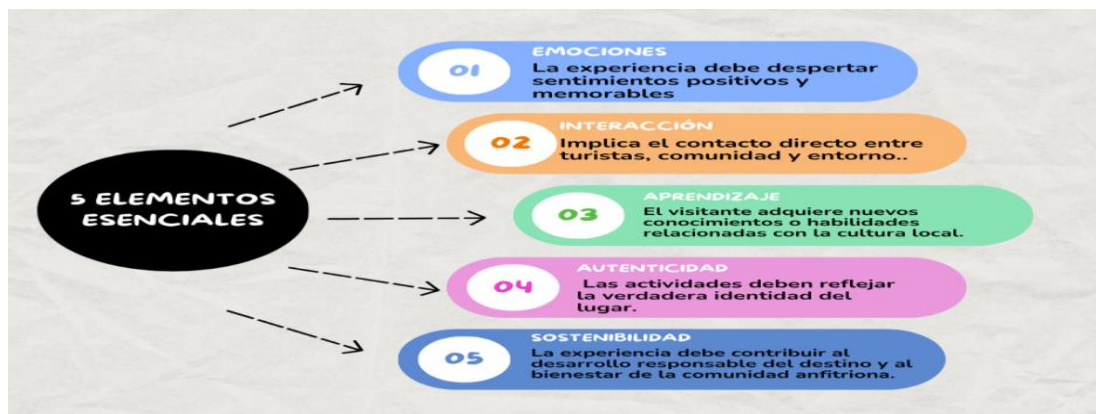 5 ELEMENTOS
ESENCIALES
01
EMOCIONES
La experiencia debe despertar
sentimientos positivos y
memorables
02
INTERACCIÓN
Implica el contacto directo entre
turistas, comunidad y entorno..
03
APRENDIZAJE
El visitante adquiere nuevos
conocimientos o habilidades
relacionadas con la cultura local.
04
AUTENTICIDAD
Las actividades deben reflejar
la verdadera identidad del
lugar.
05
SOSTENIBILIDAD
La experiencia debe contribuir al
desarrollo responsable del destino y al
bienestar de la comunidad anfitriona.